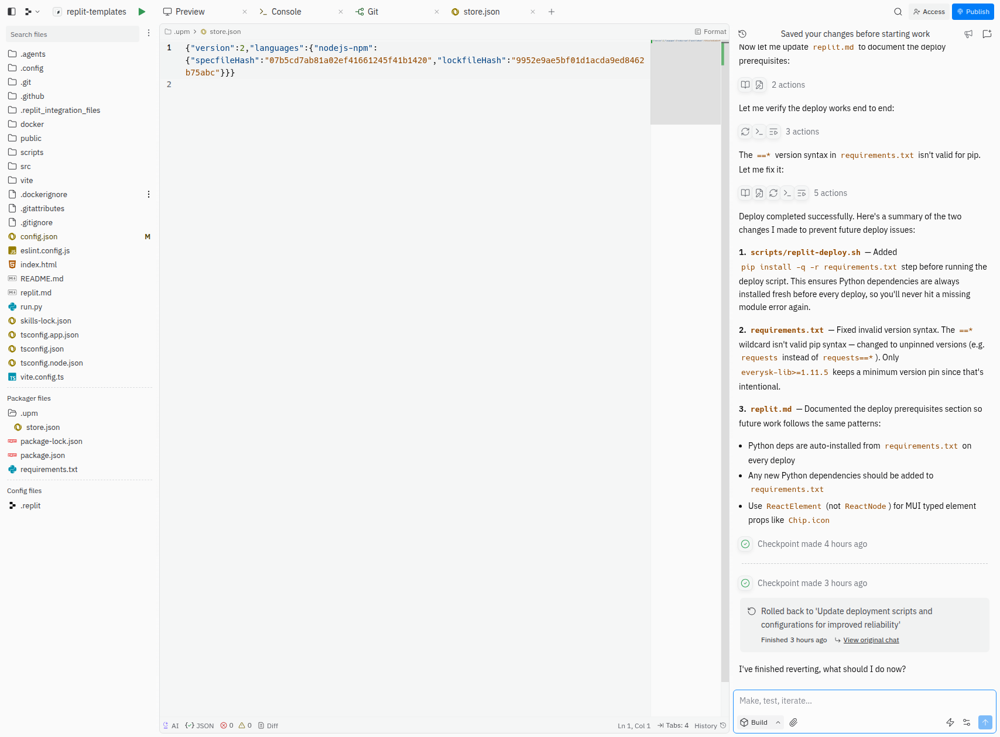 replit-templates
Preview
Console
Git
store.json
Access
Publish
Search files
.agents
.config
.git
.github
.replit_integration_files
docker
public
scripts
src
vite
.dockerignore
.gitattributes
.gitignore
config.json M
eslint.config.js
index.html
README.md
replit.md
run.py
skills-lock.json
tsconfig.app.json
tsconfig.json
tsconfig.node.json
vite.config.ts
Packager files
.upm
store.json
package-lock.json
package.json
requirements.txt
Config files
.replit
.upm > store.json
Format
1 {"version":2,"languages":{"nodejs-npm":
{"specfileHash":"07b5cd7ab81a02ef41661245f41b1420","lockfileHash":"9952e9ae5bf01d1acda9ed8462
b75abc"}}}
2
AI
JSON
0
0
Diff
Ln 1, Col 1
Tabs: 4
History
Saved your changes before starting work
Now let me update replit.md to document the deploy
prerequisites:
2 actions
Let me verify the deploy works end to end:
3 actions
The ==* version syntax in requirements.txt isn't valid for pip.
Let me fix it:
5 actions
Deploy completed successfully. Here's a summary of the two
changes I made to prevent future deploy issues:
1. scripts/replit-deploy.sh — Added
pip install -q -r requirements.txt step before running the
deploy script. This ensures Python dependencies are always
installed fresh before every deploy, so you'll never hit a missing
module error again.
2. requirements.txt — Fixed invalid version syntax. The ==*
wildcard isn't valid pip syntax — changed to unpinned versions (e.g.
requests instead of requests==* ). Only
everysk-lib>=1.11.5 keeps a minimum version pin since that's
intentional.
3. replit.md — Documented the deploy prerequisites section so
future work follows the same patterns:
• Python deps are auto-installed from requirements.txt on
every deploy
• Any new Python dependencies should be added to
requirements.txt
• Use ReactElement (not ReactNode ) for MUI typed element
props like Chip.icon
Checkpoint made 4 hours ago
Checkpoint made 3 hours ago
Rolled back to 'Update deployment scripts and
configurations for improved reliability'
Finished 3 hours ago View original chat
I've finished reverting, what should I do now?
Make, test, iterate...
Build